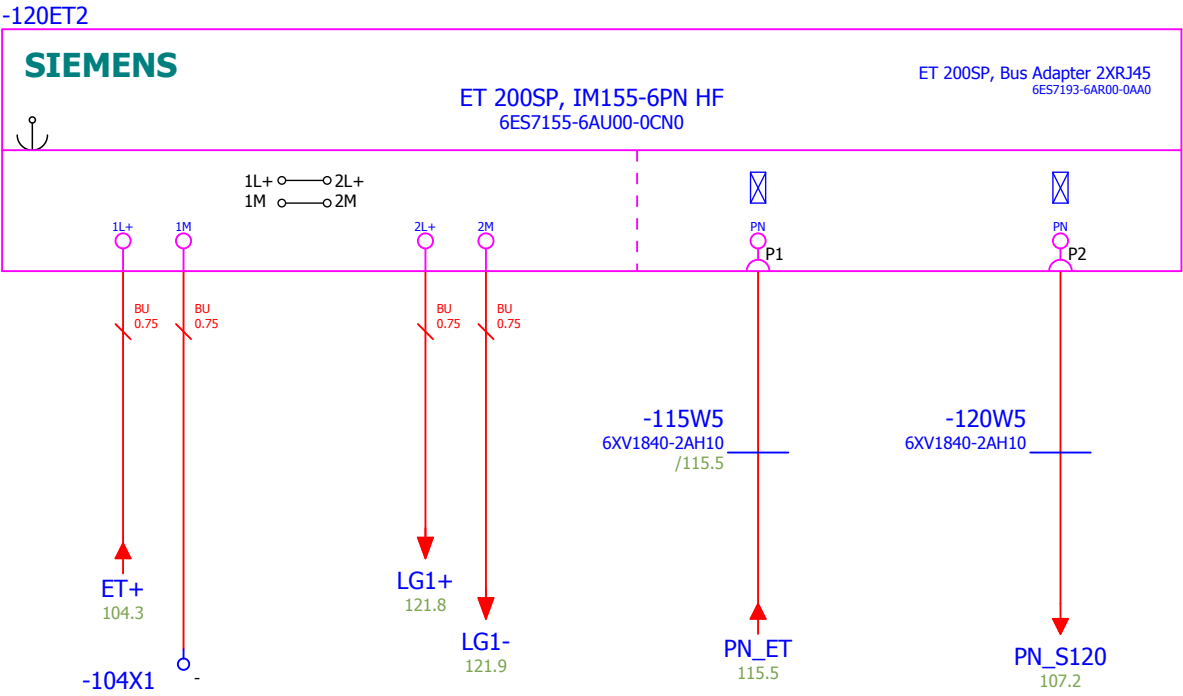 -120ET2
SIEMENS
ET 200SP, IM155-6PN HF
6ES7155-6AU00-0CN0
ET 200SP, Bus Adapter 2XRJ45
6ES7193-6AR00-0AA0
1L+ 2L+
1M 2M
1L+ 1M 2L+ 2M PN PN
P1 P2
BU BU BU BU
0.75 0.75 0.75 0.75
-115W5 -120W5
6XV1840-2AH10 6XV1840-2AH10
/115.5
ET+
104.3
LG1+
121.8
LG1-
121.9
PN_ET
115.5
PN_S120
107.2
-104X1 -